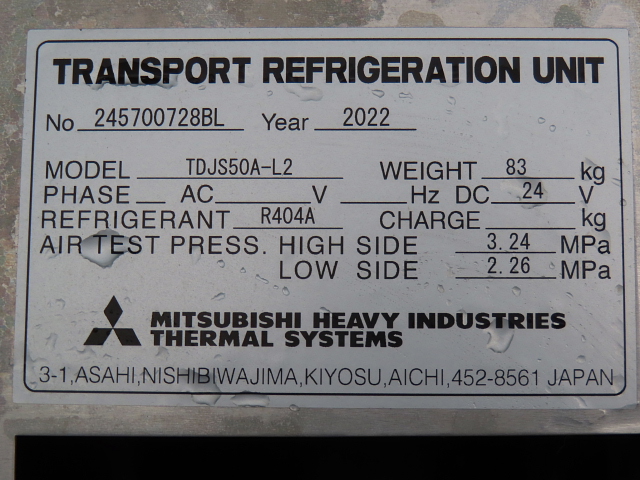 TRANSPORT REFRIGERATION UNIT
No 245700728BL Year 2022
MODEL TDJS50A-L2 WEIGHT 83 kg
PHASE AC V Hz DC 24 V
REFRIGERANT R404A CHARGE kg
AIR TEST PRESS. HIGH SIDE 3.24 MPa
LOW SIDE 2.26 MPa
MITSUBISHI HEAVY INDUSTRIES
THERMAL SYSTEMS
3-1,ASAHI,NISHIBIWAJIMA,KIYOSU,AICHI,452-8561 JAPAN